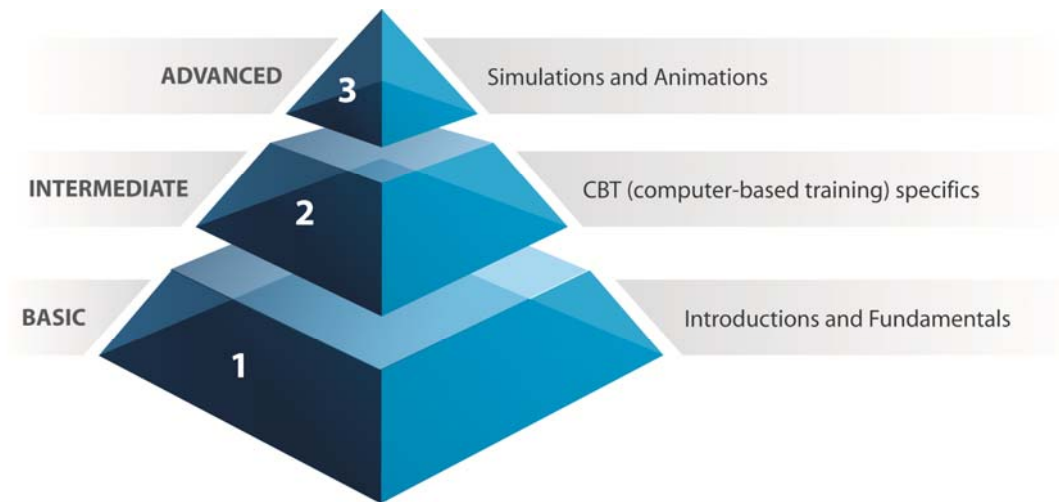 ADVANCED
3
Simulations and Animations
INTERMEDIATE
2
CBT (computer-based training) specifics
BASIC
1
Introductions and Fundamentals